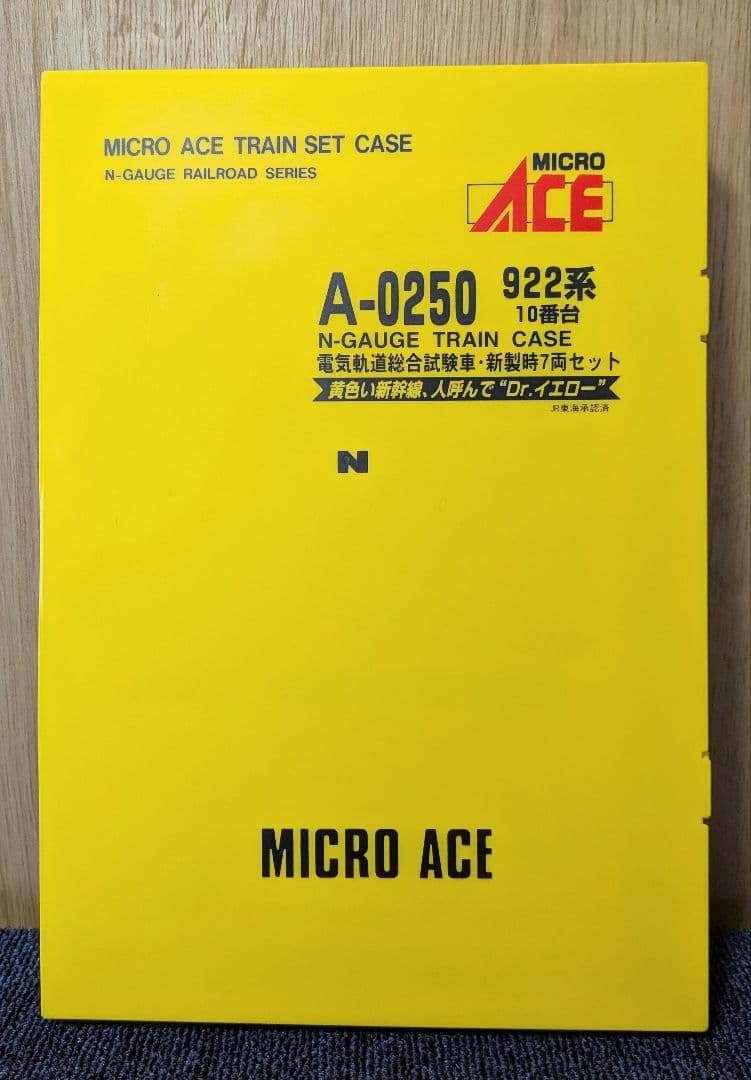 MICRO ACE TRAIN SET CASE
N-GAUGE RAILROAD SERIES
MICRO
ACE
A-0250 922系
10番台
N-GAUGE TRAIN CASE
電気軌道総合試験車・新製時7両セット
黄色い新幹線、人呼んで"Dr.イエロー"
JR東海承認済
N
MICRO ACE